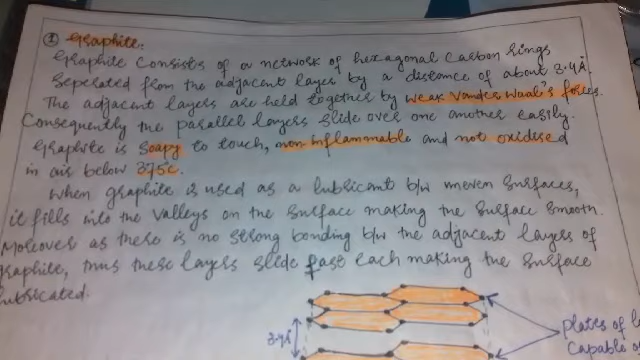 ① Graphite:
Graphite consists of a network of hexagonal carbon rings
seperated from the adjacent layer by a distance of about 3.4Å.
The adjacent layers are held together by weak Vander Waal's forces.
Consequently the parallel layers slide over one another easily.
Graphite is soapy to touch, non inflammable and not oxidised
in air below 375c.
When graphite is used as a lubricant b/w uneven surfaces,
it fills into the valleys on the surface making the surface smooth.
Moreover as there is no strong bonding b/w the adjacent layers of
graphite, thus these layers slide past each making the surface
lubricated.
3.4Å
plates of
capable